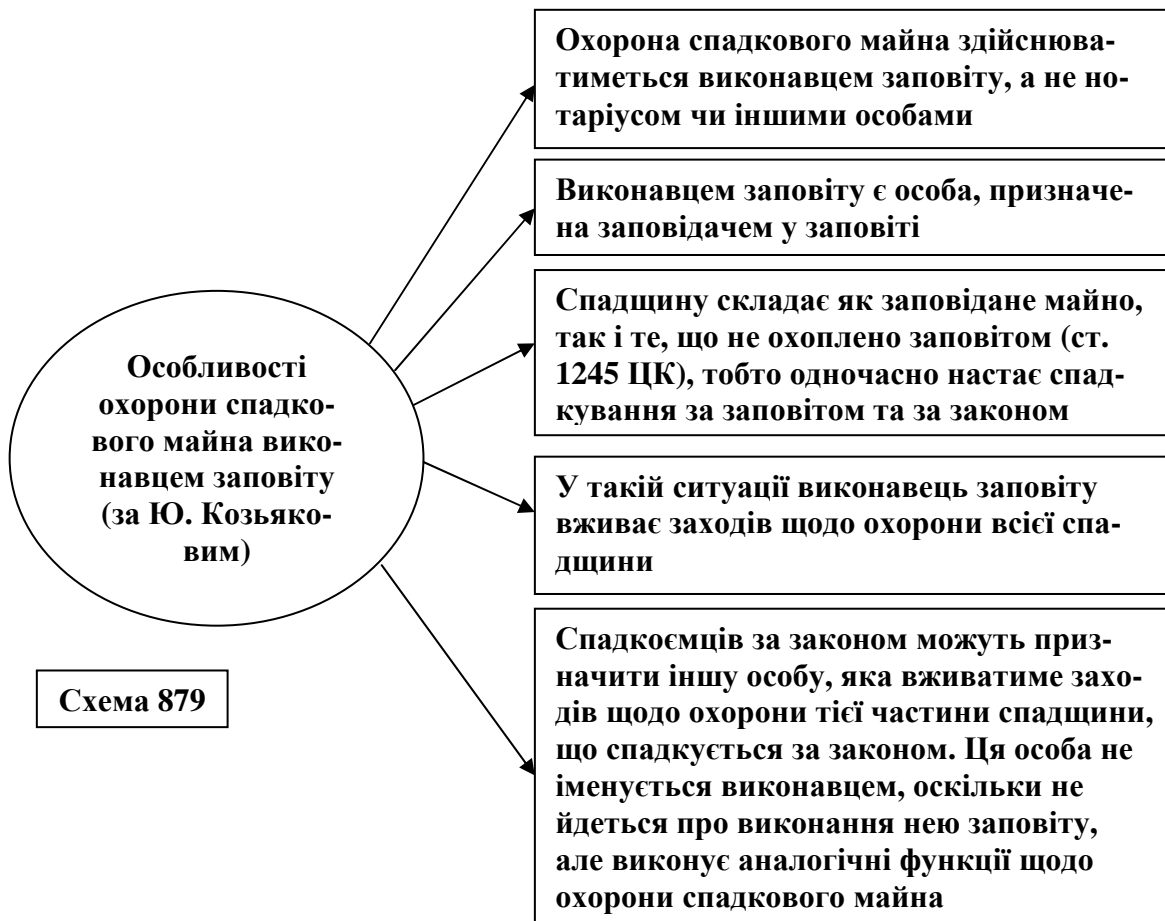 Охорона спадкового майна здійснюва-
тиметься виконавцем заповіту, а не но-
таріусом чи іншими особами
Виконавцем заповіту є особа, призначе-
на заповідачем у заповіті
Спадщину складає як заповідане майно,
так і те, що не охоплено заповітом (ст.
1245 ЦК), тобто одночасно настає спад-
кування за заповітом та за законом
Особливості
охорони спадко-
вого майна вико-
навцем заповіту
(за Ю. Козьяко-
вим)
У такій ситуації виконавець заповіту
вживає заходів щодо охорони всієї спа-
дщини
Спадкоємців за законом можуть приз-
начити іншу особу, яка вживатиме захо-
дів щодо охорони тієї частини спадщини,
що спадкується за законом. Ця особа не
іменується виконавцем, оскільки не
йдеться про виконання нею заповіту,
але виконує аналогічні функції щодо
охорони спадкового майна
Схема 879